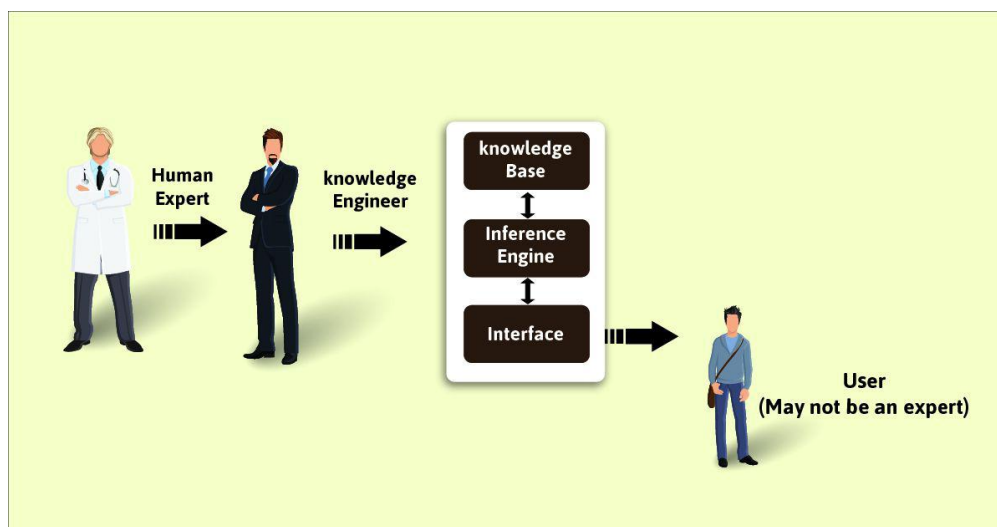 Human
Expert
knowledge
Engineer
knowledge
Base
Inference
Engine
Interface
User
(May not be an expert)